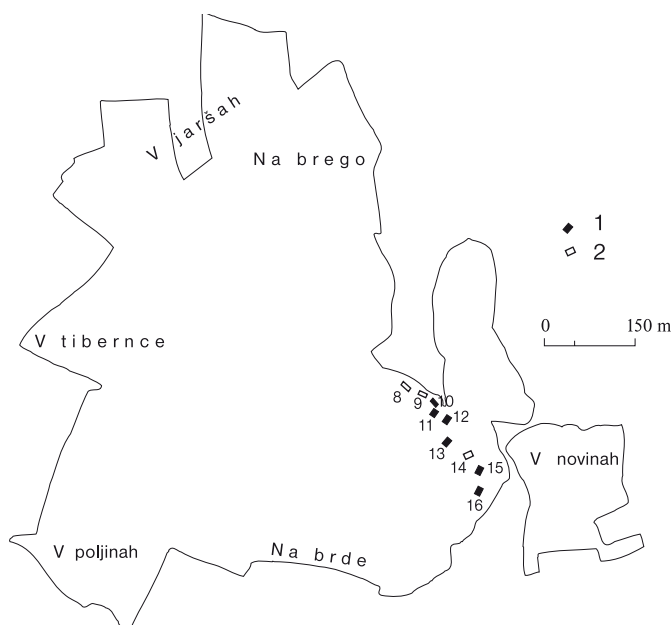 V jaršah
Na brego
1
2
0 150 m
V tibernce
8
9
10
11
12
13
14
15
16
V novinah
V poljinah
Na brde